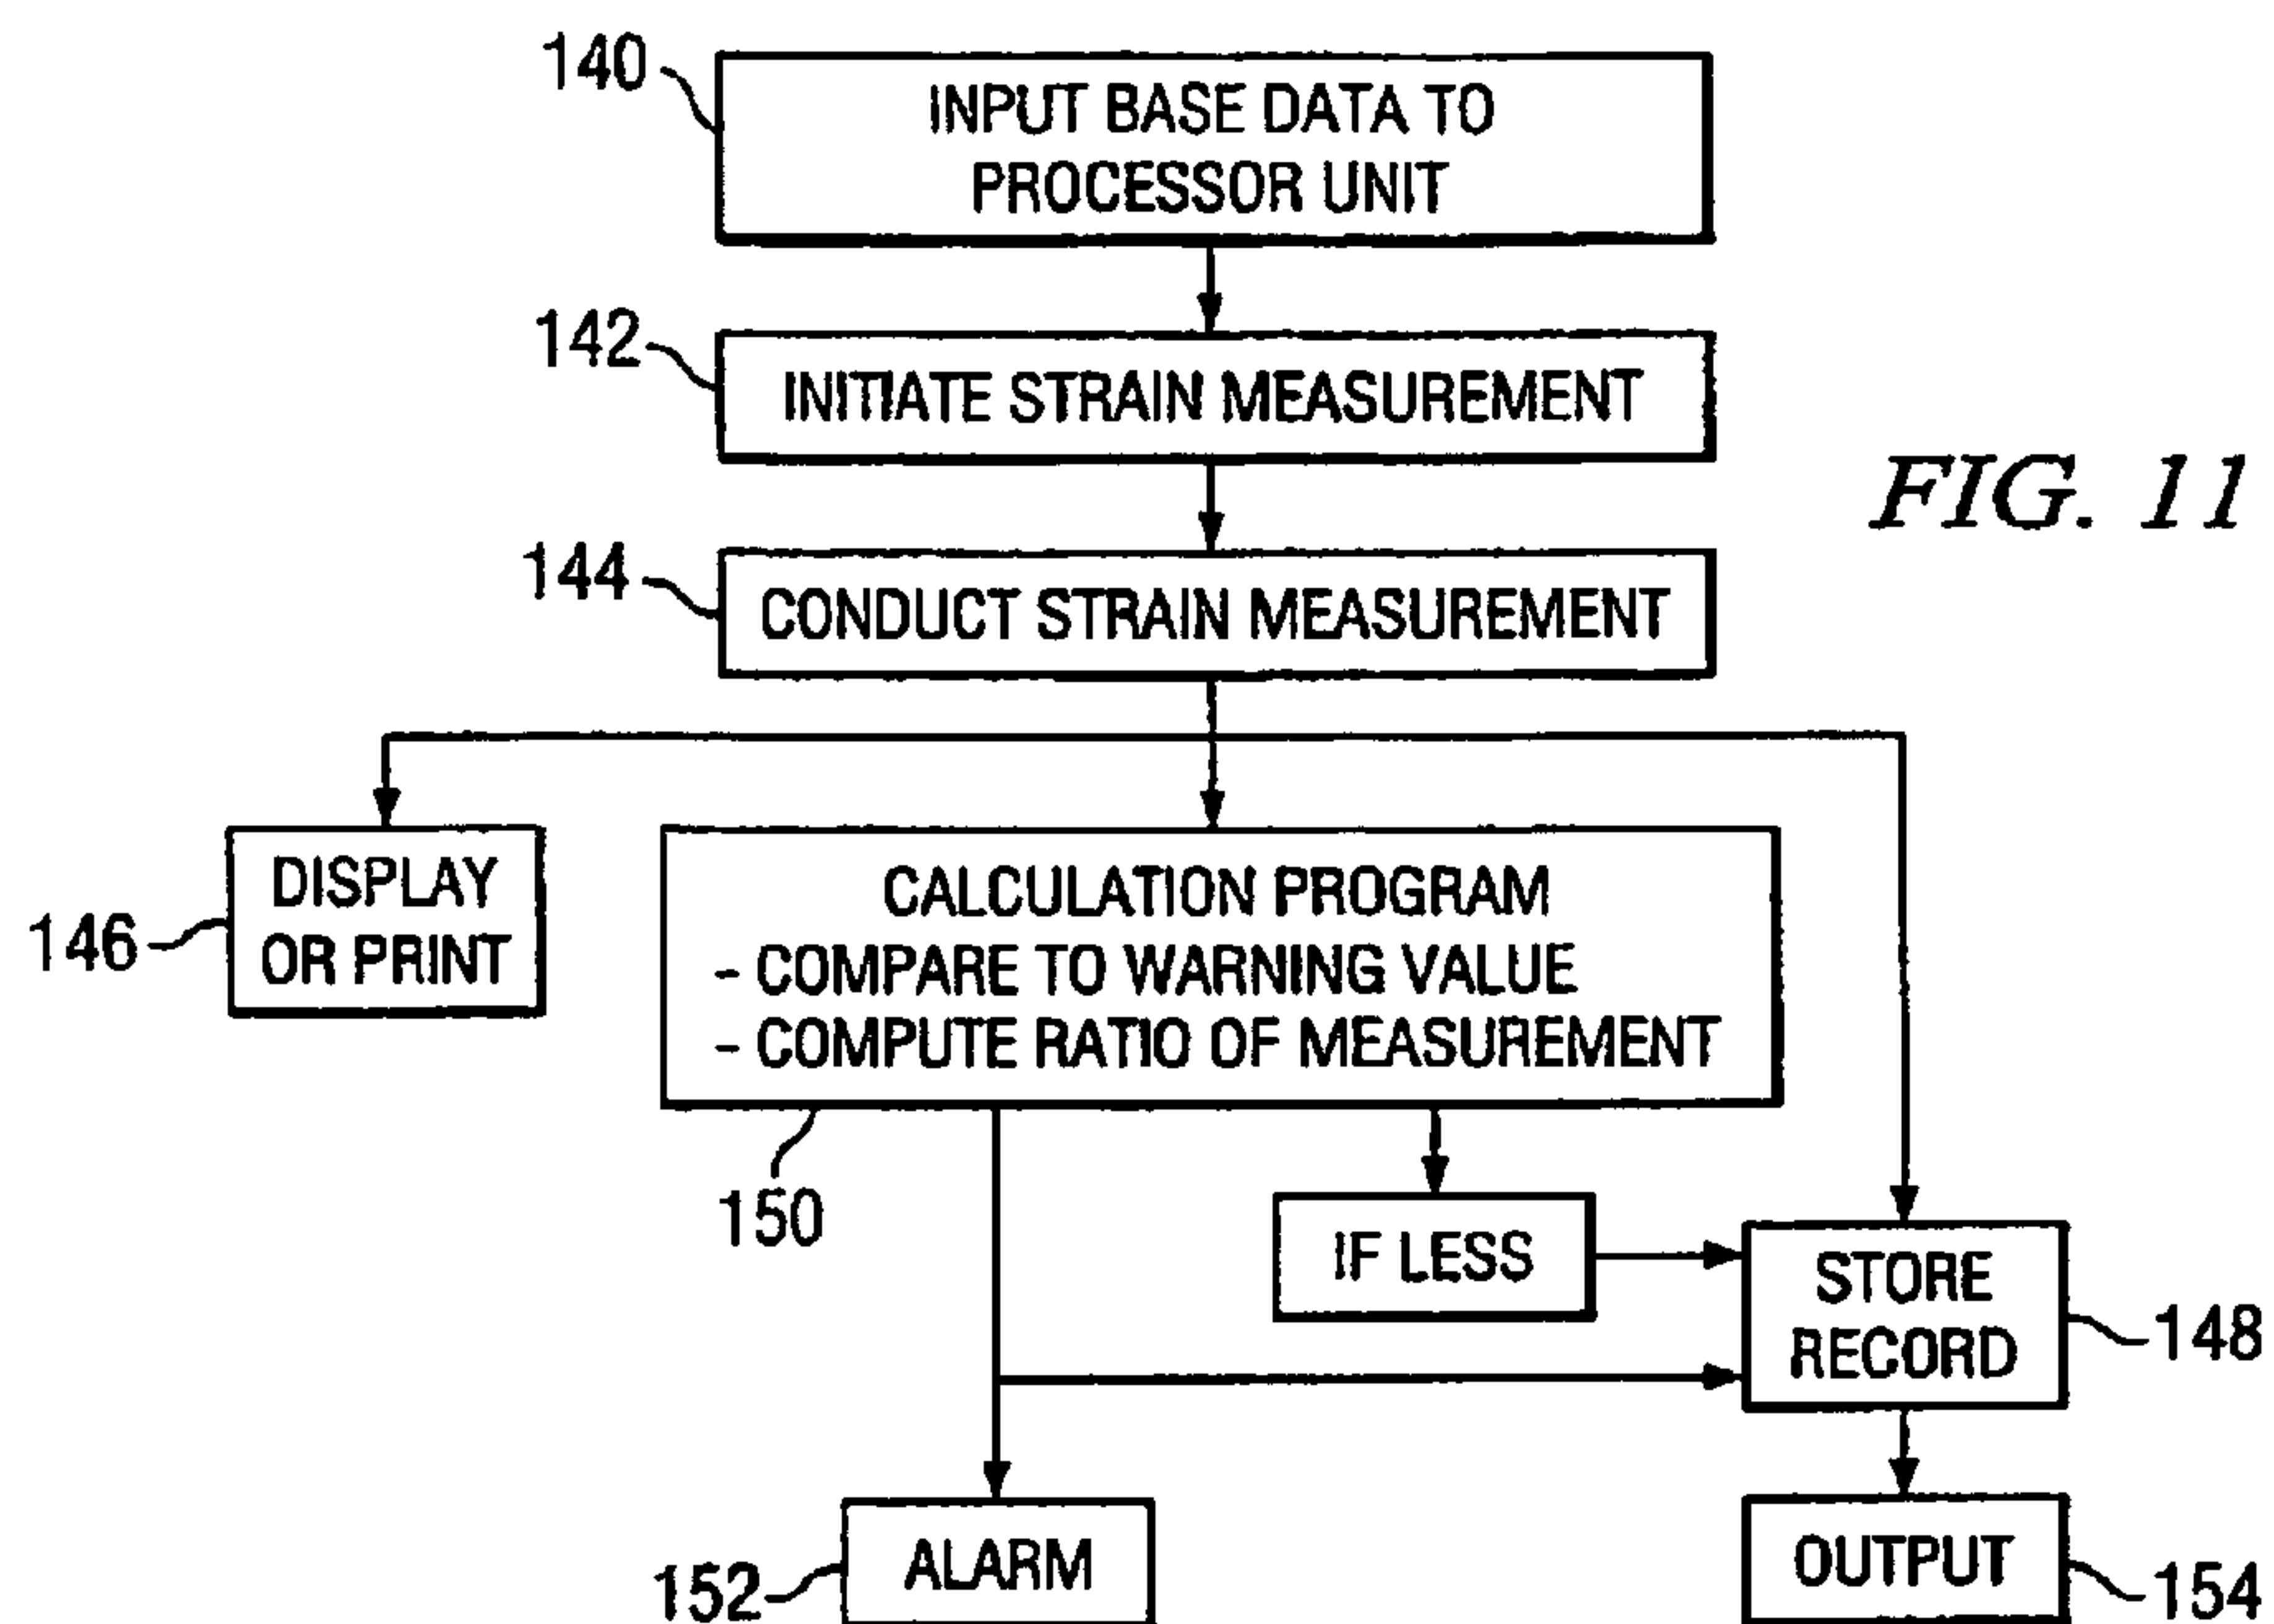 140
INPUT BASE DATA TO
PROCESSOR UNIT
142
INITIATE STRAIN MEASUREMENT
FIG. 11
144
CONDUCT STRAIN MEASUREMENT
146
DISPLAY
OR PRINT
CALCULATION PROGRAM
- COMPARE TO WARNING VALUE
- COMPUTE RATIO OF MEASUREMENT
150
IF LESS
STORE
RECORD
148
152
ALARM
OUTPUT
154